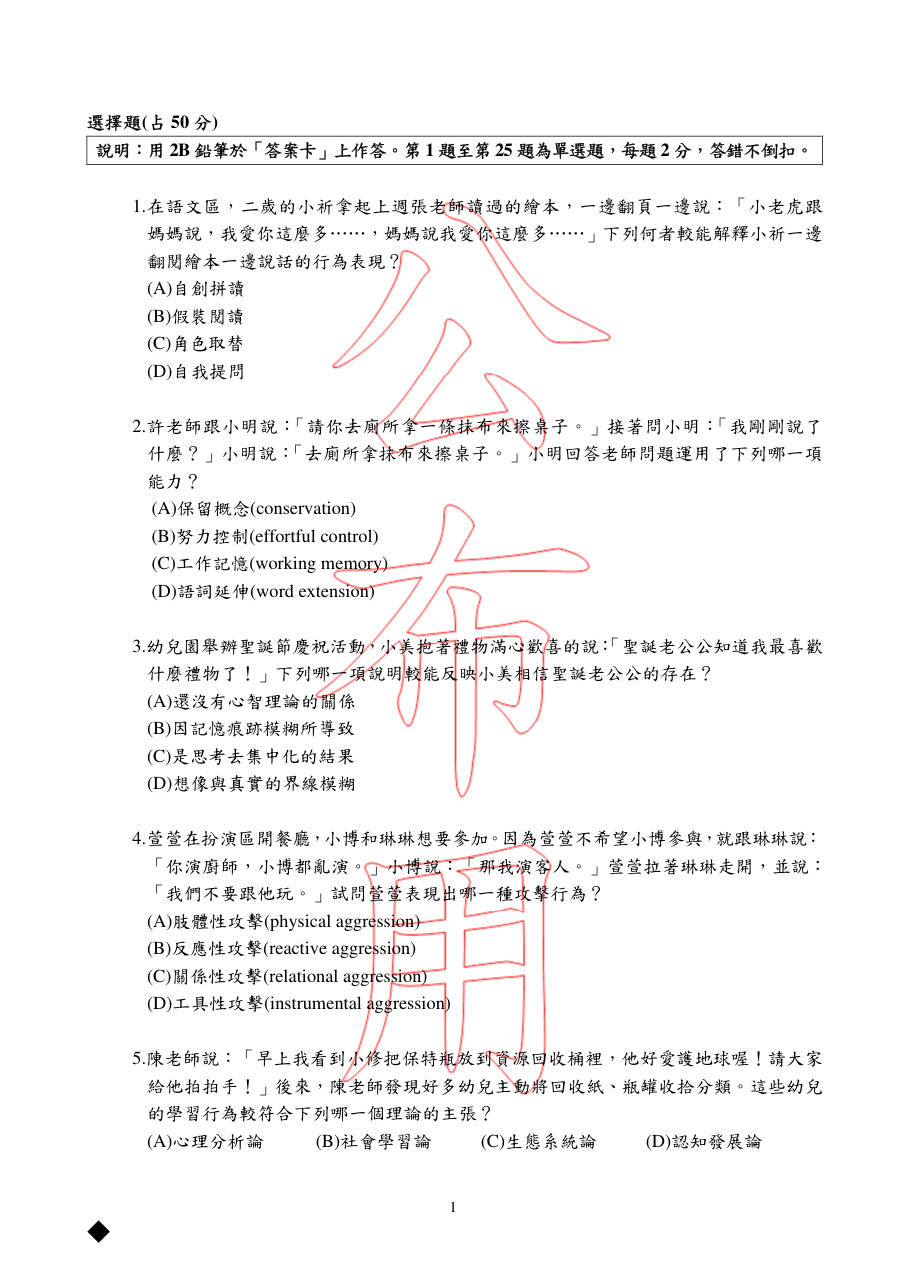 選擇題(占 50 分)
說明：用 2B 鉛筆於「答案卡」上作答。第 1 題至第 25 題為單選題，每題 2 分，答錯不倒扣。
1.在語文區，二歲的小祈拿起上週張老師讀過的繪本，一邊翻頁一邊說：「小老虎跟
媽媽說，我愛你這麼多……，媽媽說我愛你這麼多……」下列何者較能解釋小祈一邊
翻閱繪本一邊說話的行為表現？
(A)自創拼讀
(B)假裝閱讀
(C)角色取替
(D)自我提問
2.許老師跟小明說：「請你去廁所拿一條抹布來擦桌子。」接著問小明：「我剛剛說了
什麼？」小明說：「去廁所拿抹布來擦桌子。」小明回答老師問題運用了下列哪一項
能力？
(A)保留概念(conservation)
(B)努力控制(effortful control)
(C)工作記憶(working memory)
(D)語詞延伸(word extension)
3.幼兒園舉辦聖誕節慶祝活動，小美抱著禮物滿心歡喜的說：「聖誕老公公知道我最喜歡
什麼禮物了！」下列哪一項說明較能反映小美相信聖誕老公公的存在？
(A)還沒有心智理論的關係
(B)因記憶痕跡模糊所導致
(C)是思考去集中化的結果
(D)想像與真實的界線模糊
4.萱萱在扮演區開餐廳，小博和琳琳想要參加。因為萱萱不希望小博參與，就跟琳琳說：
「你演廚師，小博都亂演。」小博說：「那我演客人。」萱萱拉著琳琳走開，並說：
「我們不要跟他玩。」試問萱萱表現出哪一種攻擊行為？
(A)肢體性攻擊(physical aggression)
(B)反應性攻擊(reactive aggression)
(C)關係性攻擊(relational aggression)
(D)工具性攻擊(instrumental aggression)
5.陳老師說：「早上我看到小修把保特瓶放到資源回收桶裡，他好愛護地球喔！請大家
給他拍拍手！」後來，陳老師發現好多幼兒主動將回收紙、瓶罐收拾分類。這些幼兒
的學習行為較符合下列哪一個理論的主張？
(A)心理分析論 (B)社會學習論 (C)生態系統論 (D)認知發展論
1
公布用